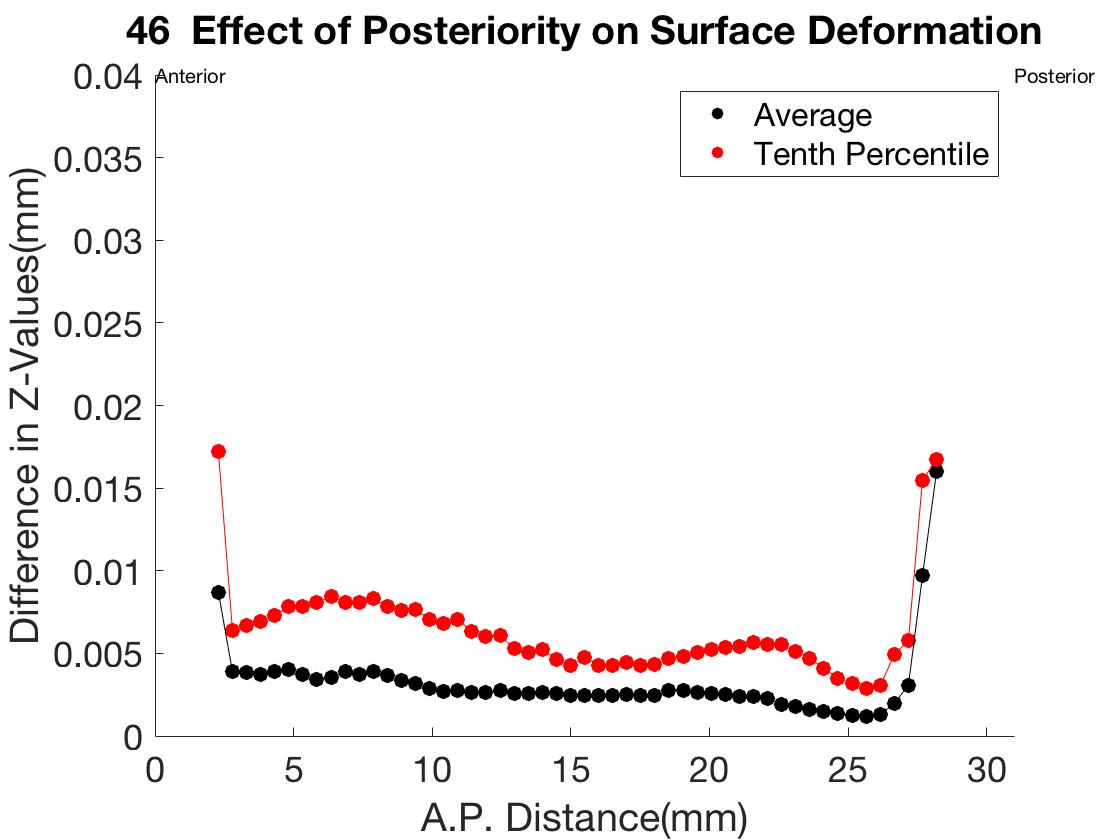 46  Effect of Posteriority on Surface Deformation
Anterior
Posterior
Average
Tenth Percentile
Difference in Z-Values(mm)
0.04
0.035
0.03
0.025
0.02
0.015
0.01
0.005
0
0 5 10 15 20 25 30
A.P. Distance(mm)